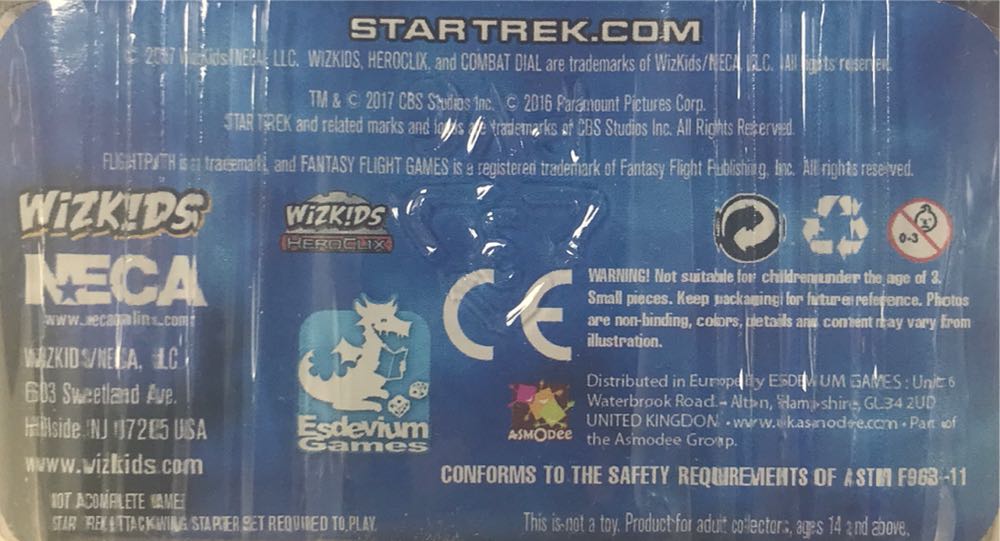 STARTREK.COM
© 2017 WizKids/NECA, LLC. WIZKIDS, HEROCLIX, and COMBAT DIAL are trademarks of WizKids/NECA, LLC. All rights reserved.
TM & © 2017 CBS Studios Inc. © 2016 Paramount Pictures Corp.
STAR TREK and related marks and logos are trademarks of CBS Studios Inc. All Rights Reserved.
FLIGHTPATH is a trademark, and FANTASY FLIGHT GAMES is a registered trademark of Fantasy Flight Publishing, Inc. All rights reserved.
WIZK!DS
NECA
www.necaonline.com
WIZKIDS/NECA, LLC
603 Sweetland Ave.
Hillside NJ 07205 USA
www.wizkids.com
NOT A COMPLETE GAME!
STAR TREK ATTACK WING STARTER SET REQUIRED TO PLAY.
WIZK!DS
HEROCLIX
Esdevium
Games
CE
0-3
WARNING! Not suitable for children under the age of 3.
Small pieces. Keep packaging for future reference. Photos
are non-binding, colors, details and content may vary from
illustration.
ASMODee
Distributed in Europe by ESDEVIUM GAMES : Unit 6
Waterbrook Road - Alton, Hampshire, GL34 2UD
UNITED KINGDOM - www.ukasmodee.com - Part of
the Asmodee Group.
CONFORMS TO THE SAFETY REQUIREMENTS OF ASTM F963-11
This is not a toy. Product for adult collectors, ages 14 and above.